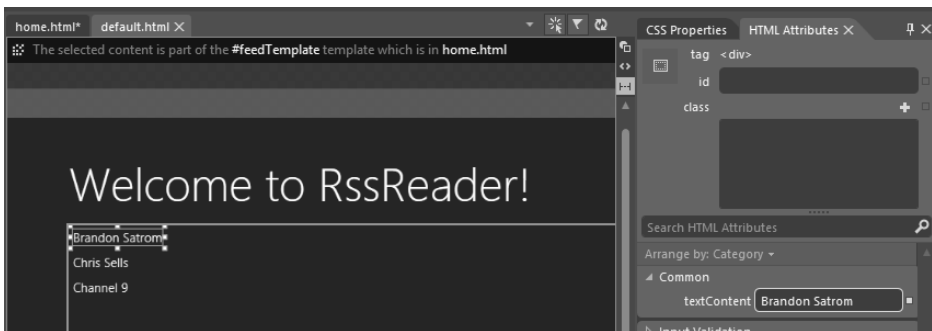 home.html* default.html ×
The selected content is part of the #feedTemplate template which is in home.html
Welcome to RssReader!
Brandon Satrom
Chris Sells
Channel 9
CSS Properties HTML Attributes ×
tag <div>
id
class
Search HTML Attributes
Arrange by: Category
Common
textContent Brandon Satrom
Input Validation